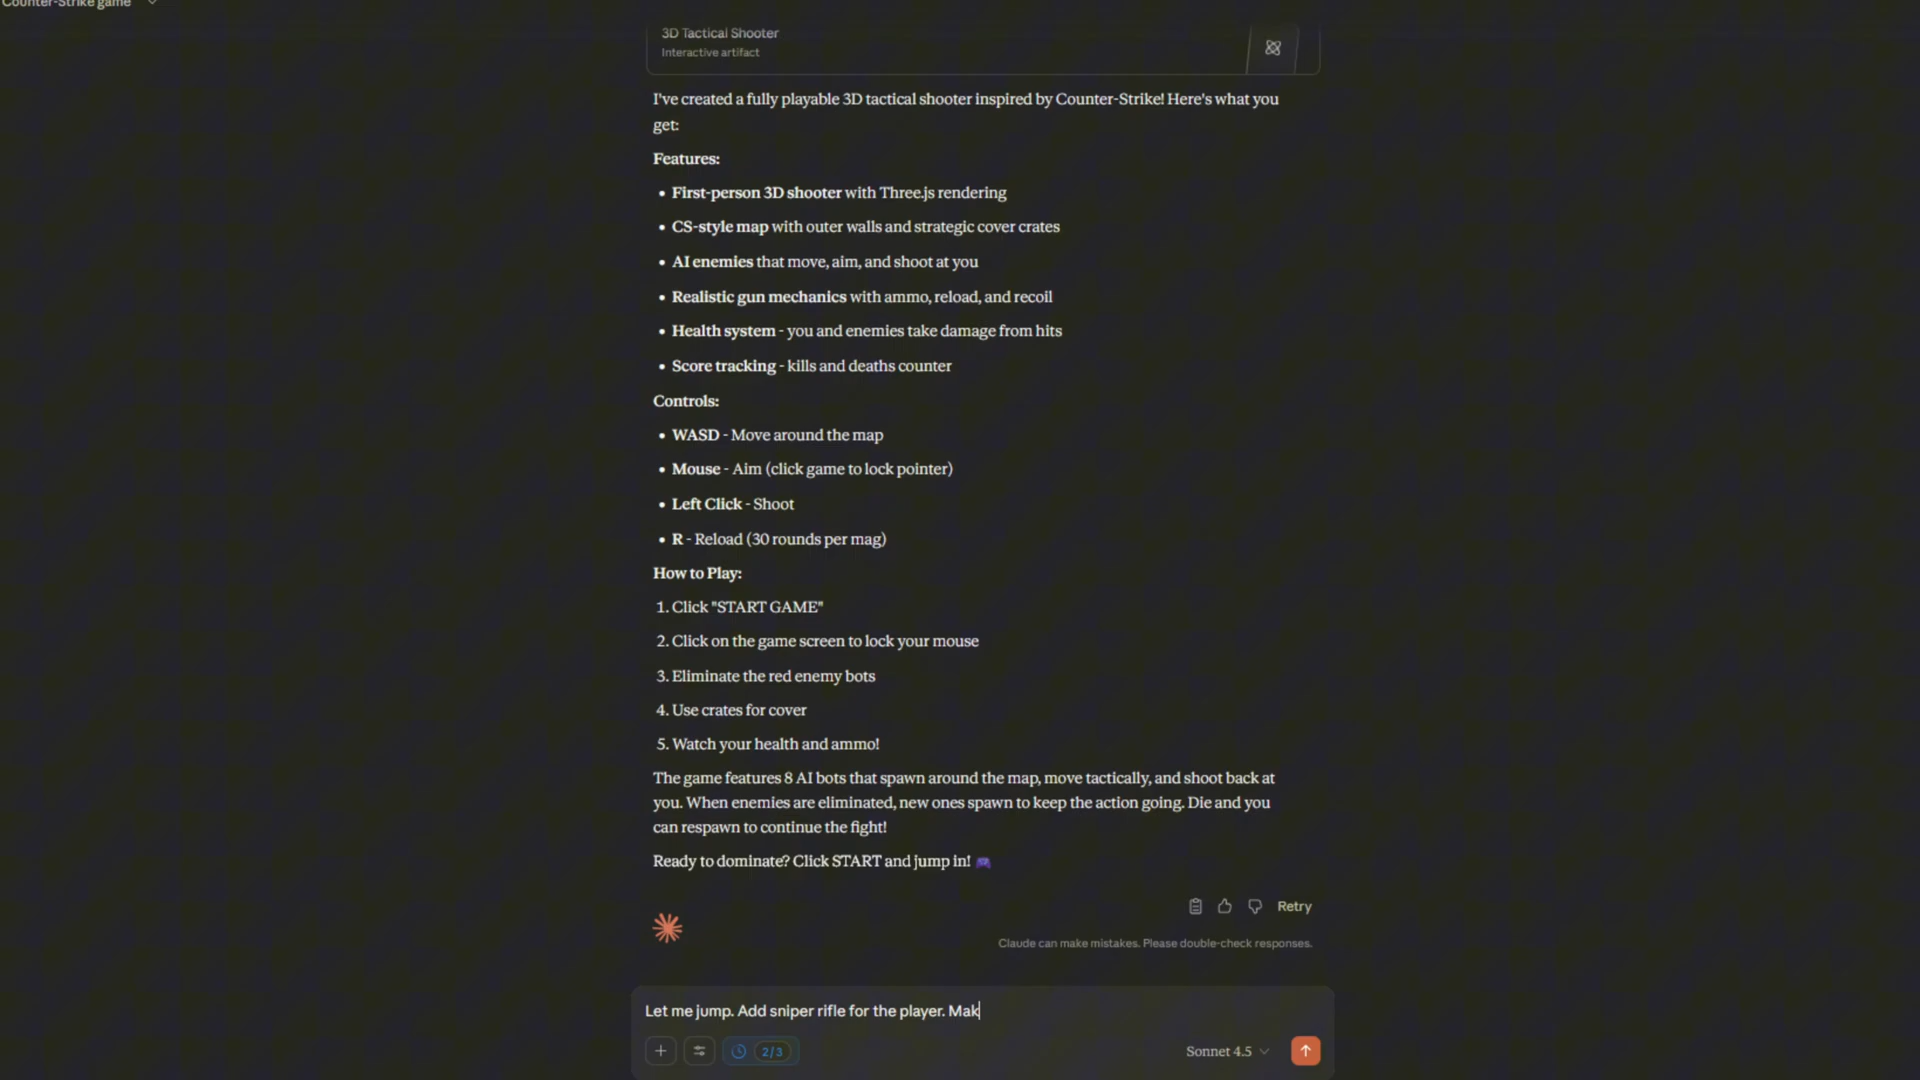 Counter-Strike game
3D Tactical Shooter
Interactive artifact
I've created a fully playable 3D tactical shooter inspired by Counter-Strike! Here's what you
get:
Features:
• First-person 3D shooter with Three.js rendering
• CS-style map with outer walls and strategic cover crates
• AI enemies that move, aim, and shoot at you
• Realistic gun mechanics with ammo, reload, and recoil
• Health system - you and enemies take damage from hits
• Score tracking - kills and deaths counter
Controls:
• WASD - Move around the map
• Mouse - Aim (click game to lock pointer)
• Left Click - Shoot
• R - Reload (30 rounds per mag)
How to Play:
1. Click "START GAME"
2. Click on the game screen to lock your mouse
3. Eliminate the red enemy bots
4. Use crates for cover
5. Watch your health and ammo!
The game features 8 AI bots that spawn around the map, move tactically, and shoot back at
you. When enemies are eliminated, new ones spawn to keep the action going. Die and you
can respawn to continue the fight!
Ready to dominate? Click START and jump in! 🎮
Retry
Claude can make mistakes. Please double-check responses.
Let me jump. Add sniper rifle for the player. Mak
2/3
Sonnet 4.5